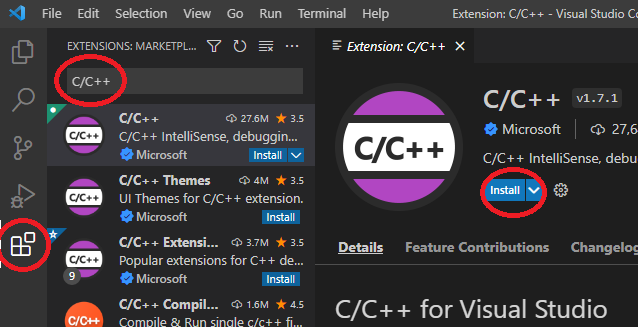 File Edit Selection View Go Run Terminal Help Extension: C/C++ - Visual Studio Co
EXTENSIONS: MARKETPL...
C/C++
C/C++ 27.6M 3.5
C/C++ IntelliSense, debuggin...
Microsoft Install
C/C++
C/C++ Themes 4M 3.5
UI Themes for C/C++ extension.
Microsoft Install
C/C++
C/C++ Extensi... 3.7M 3.5
Popular extensions for C++ de...
9 Microsoft Install
C/C++
C/C++ Compil... 1.6M 4.5
Compile & Run single c/c++ fi...
Extension: C/C++
C/C++
C/C++ v1.7.1
Microsoft 27,6
C/C++ IntelliSense, debu
Install
Details Feature Contributions Changelog
C/C++ for Visual Studio